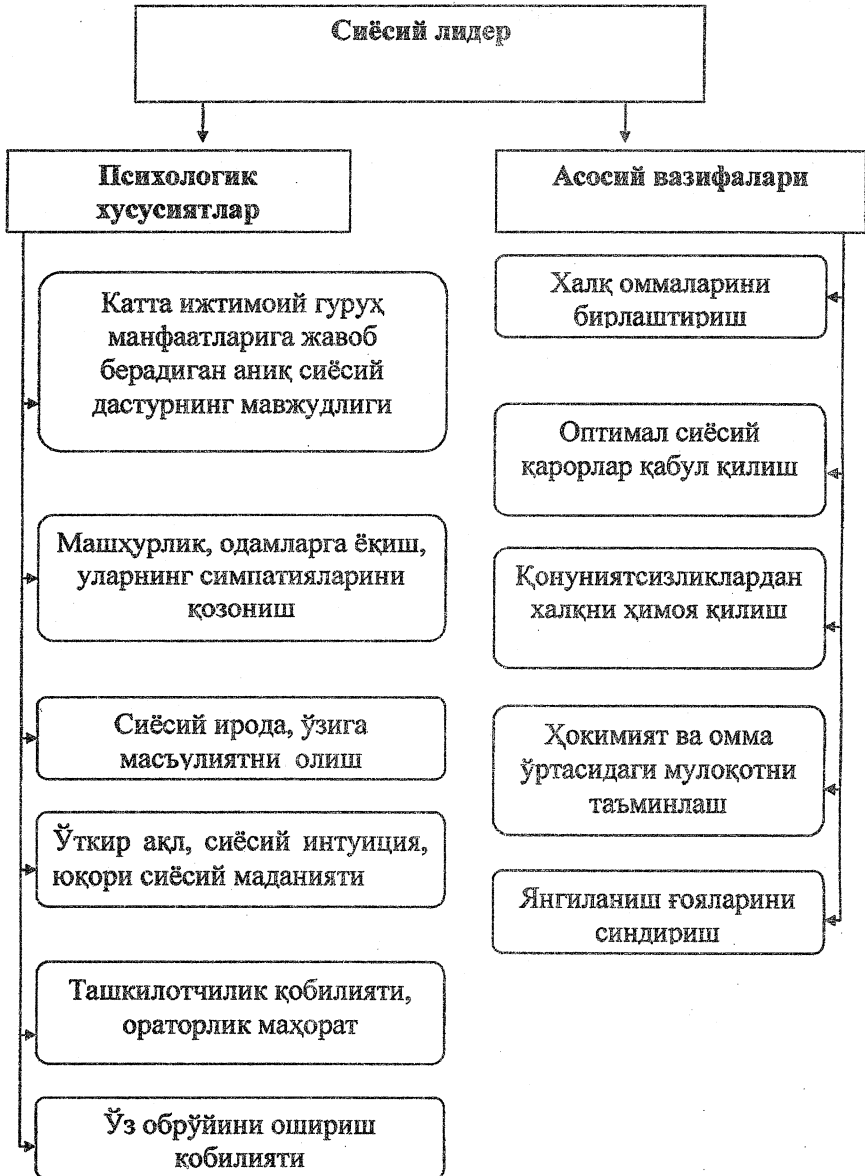 Сиёсий лидер
Психологик
хусусиятлар
Катта ижтимоий гуруҳ
манфаатларига жавоб
берадиган аниқ сиёсий
дастурнинг мавжудлиги
Машҳурлик, одамларга ёқиш,
уларнинг симпатияларини
қозониш
Сиёсий ирода, ўзига
масъулиятни олиш
Ўткир ақл, сиёсий интуиция,
юқори сиёсий маданияти
Ташкилотчилик қобилияти,
ораторлик маҳорат
Ўз обрўйини ошириш
қобилияти
Асосий вазифалари
Халқ оммаларини
бирлаштириш
Оптимал сиёсий
қарорлар қабул қилиш
Қонуниятсизликлардан
халқни ҳимоя қилиш
Ҳокимият ва омма
ўртасидаги мулоқотни
таъминлаш
Янгиланиш ғояларини
синдириш